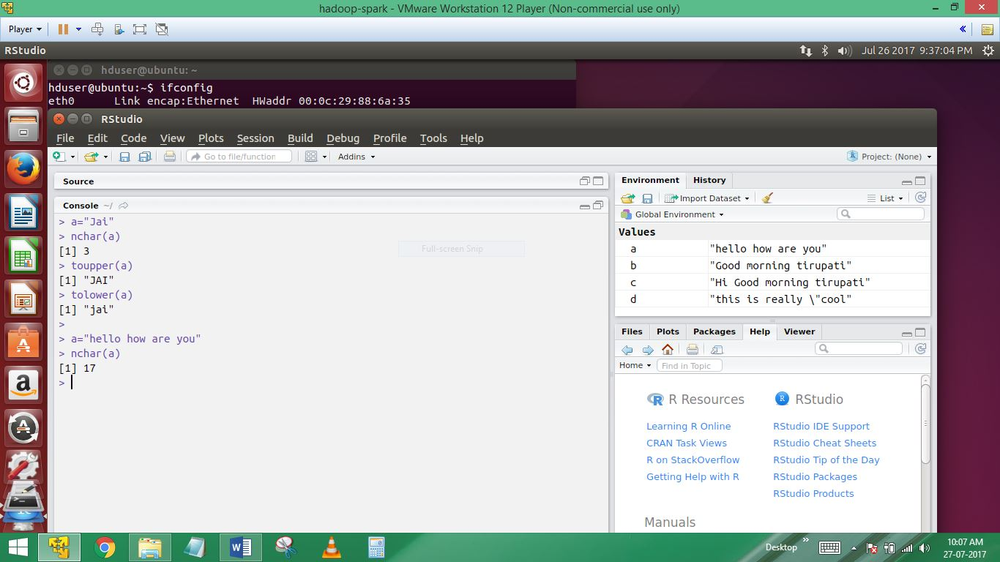 hadoop-spark - VMware Workstation 12 Player (Non-commercial use only)
Player
RStudio
Jul 26 2017 9:37:04 PM
hduser@ubuntu: ~
hduser@ubuntu:~$ ifconfig
eth0 Link encap:Ethernet HWaddr 00:0c:29:88:6a:35
RStudio
File Edit Code View Plots Session Build Debug Profile Tools Help
Go to file/function Addins Project: (None)
Source
Console ~/
> a="Jai"
> nchar(a)
[1] 3
> toupper(a)
[1] "JAI"
> tolower(a)
[1] "jai"
>
> a="hello how are you"
> nchar(a)
[1] 17
>
Full-screen Snip
Environment History
Import Dataset List
Global Environment
Values
a "hello how are you"
b "Good morning tirupati"
c "Hi Good morning tirupati"
d "this is really \"cool"
Files Plots Packages Help Viewer
Home Find in Topic
R Resources
Learning R Online
CRAN Task Views
R on StackOverflow
Getting Help with R
RStudio
RStudio IDE Support
RStudio Cheat Sheets
RStudio Tip of the Day
RStudio Packages
RStudio Products
Manuals
Desktop
10:07 AM
27-07-2017